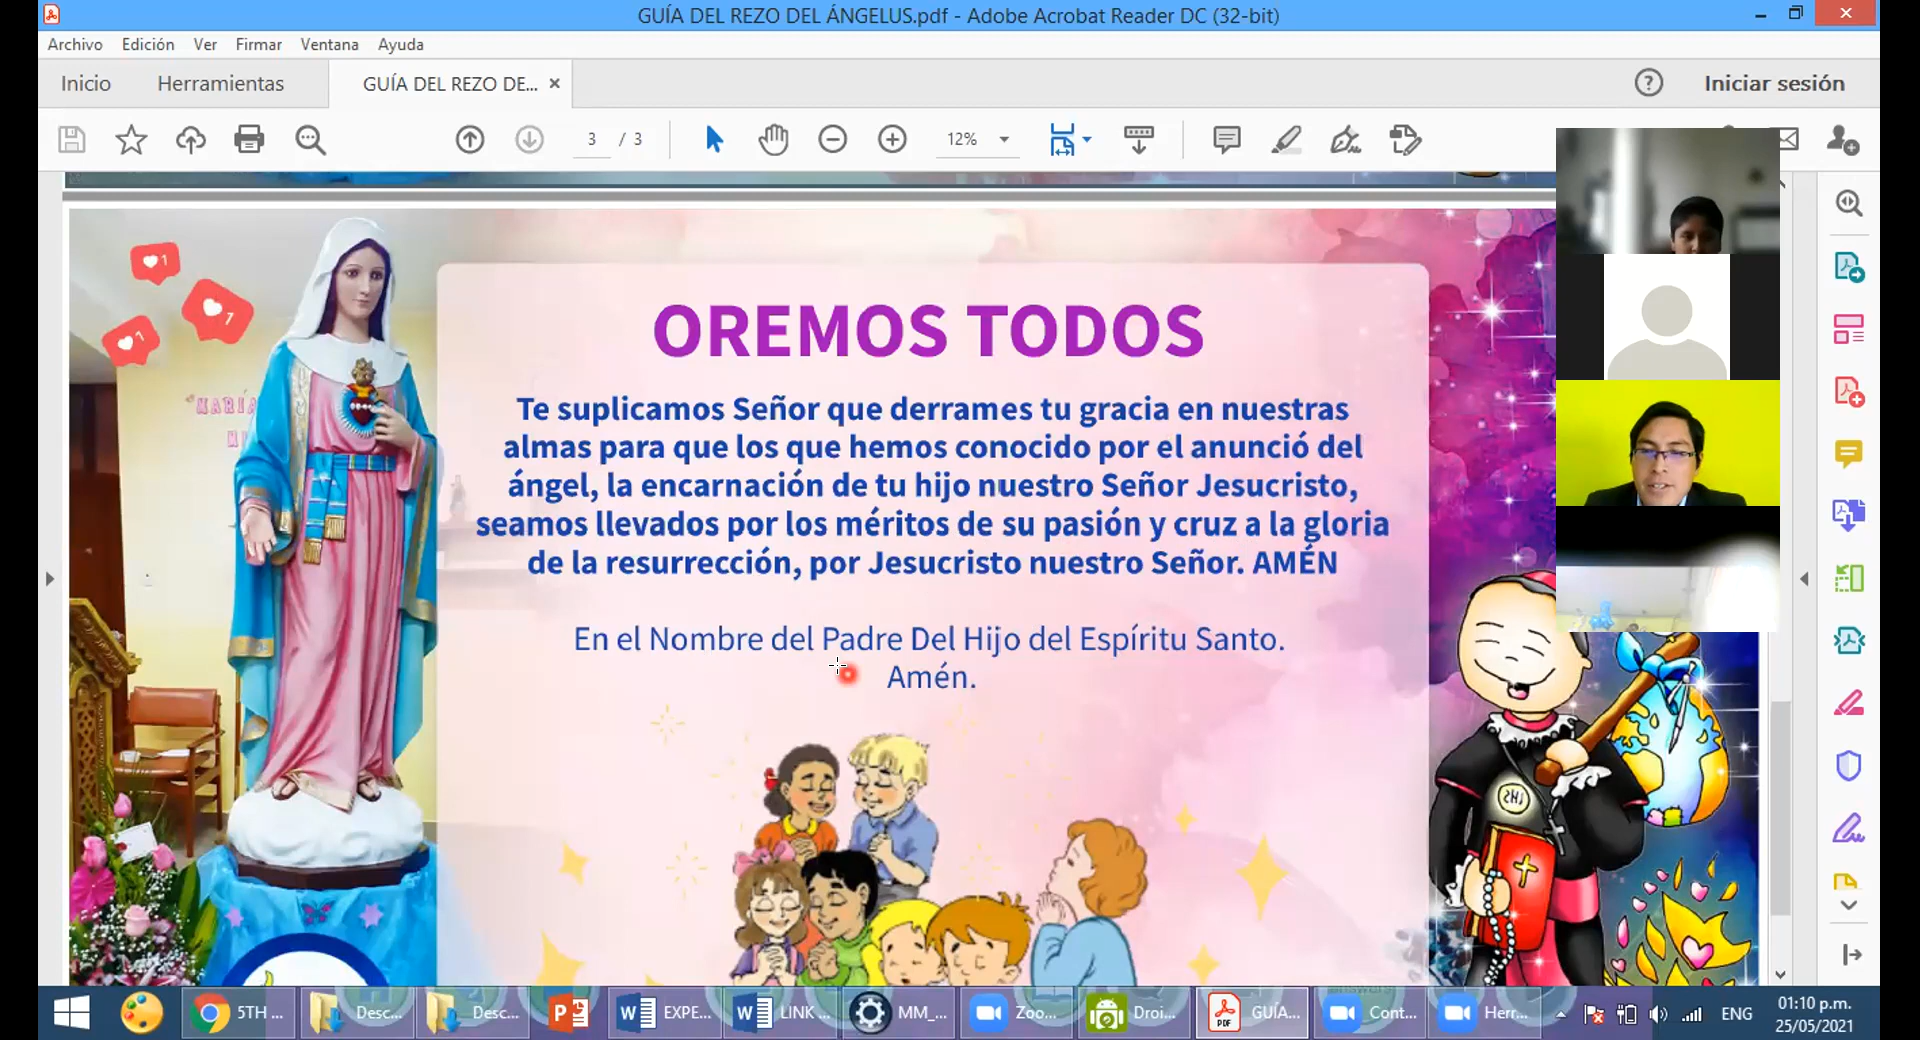 GUÍA DEL REZO DEL ÁNGELUS.pdf - Adobe Acrobat Reader DC (32-bit)
Archivo Edición Ver Firmar Ventana Ayuda
Inicio Herramientas GUÍA DEL REZO DE... Iniciar sesión
3 / 3 12%
1
1
1
OREMOS TODOS
Te suplicamos Señor que derrames tu gracia en nuestras
almas para que los que hemos conocido por el anunció del
ángel, la encarnación de tu hijo nuestro Señor Jesucristo,
seamos llevados por los méritos de su pasión y cruz a la gloria
de la resurrección, por Jesucristo nuestro Señor. AMÉN
En el Nombre del Padre Del Hijo del Espíritu Santo.
Amén.
"MARÍA
IHS
5TH ... Desc... Desc... EXPE... LINK ... MM_... Zoo... Droi... GUÍA... Cont... Herr... ENG
01:10 p.m.
25/05/2021